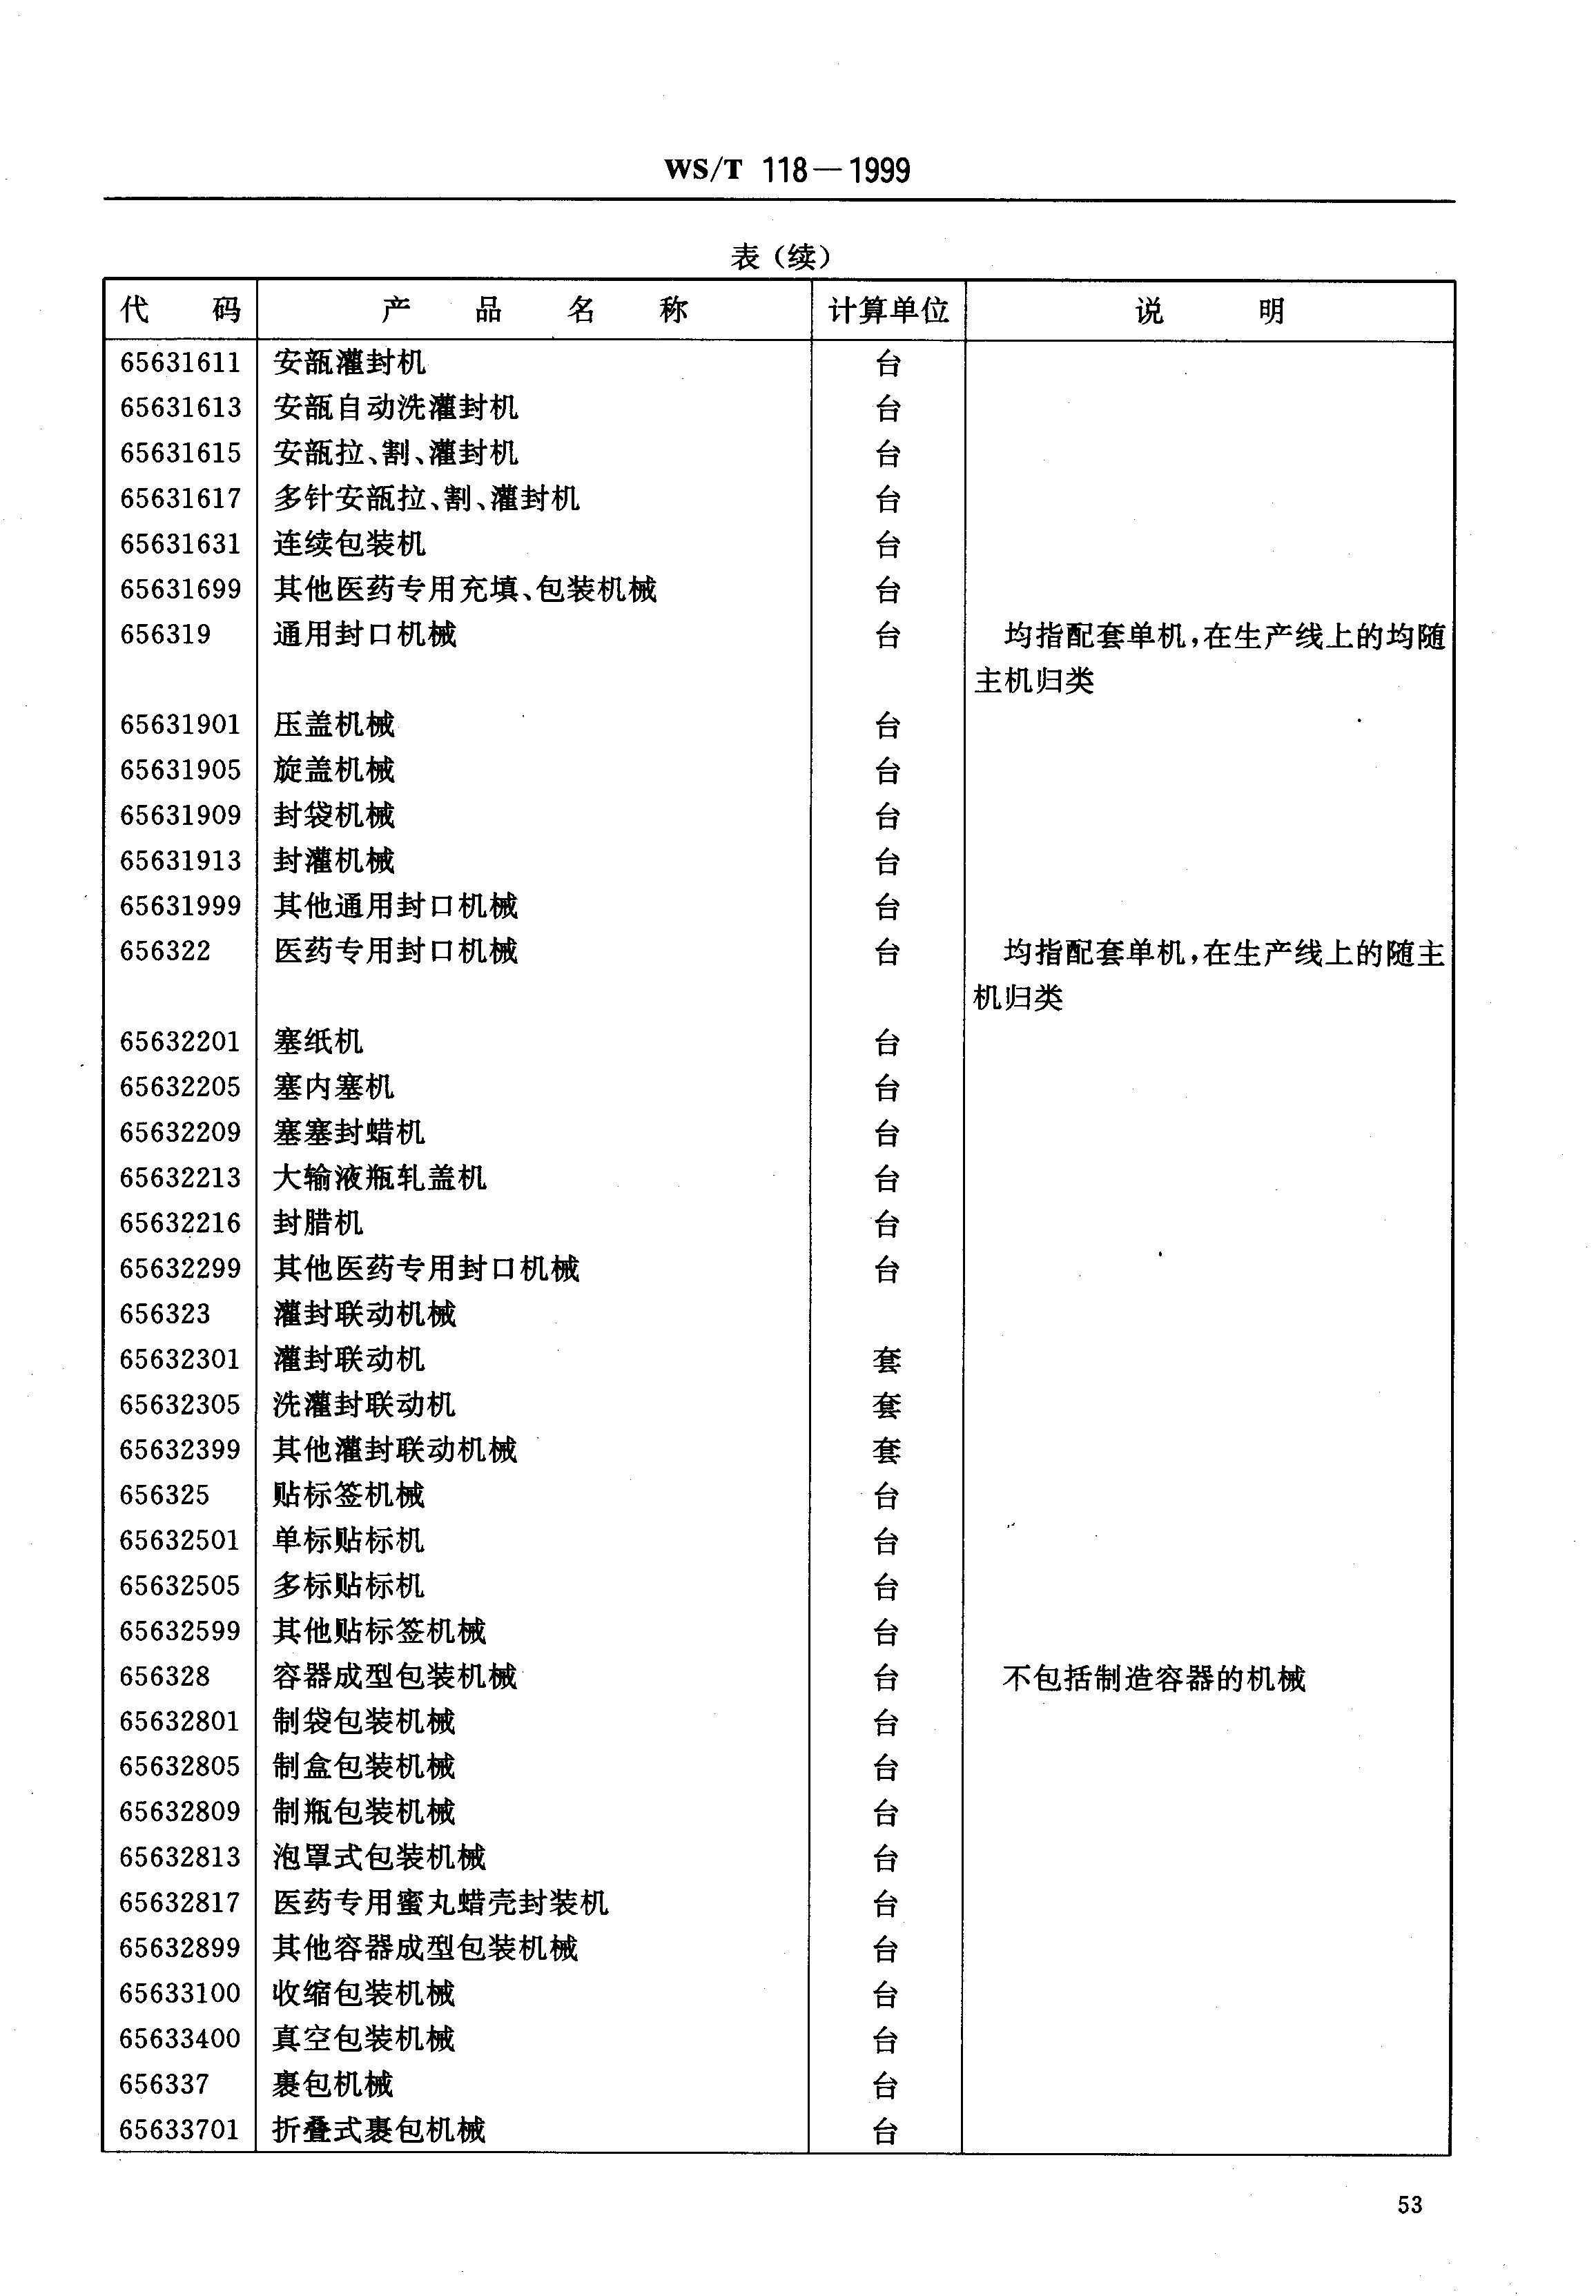 WS/T 118—1999
表（续）
代 码 产 品 名 称 计算单位 说 明
65631611 安瓿灌封机 台
65631613 安瓿自动洗灌封机 台
65631615 安瓿拉、割、灌封机 台
65631617 多针安瓿拉、割、灌封机 台
65631631 连续包装机 台
65631699 其他医药专用充填、包装机械 台
656319 通用封口机械 台 均指配套单机，在生产线上的均随
主机归类
65631901 压盖机械 台
65631905 旋盖机械 台
65631909 封袋机械 台
65631913 封灌机械 台
65631999 其他通用封口机械 台
656322 医药专用封口机械 台 均指配套单机，在生产线上的随主
机归类
65632201 塞纸机 台
65632205 塞内塞机 台
65632209 塞塞封蜡机 台
65632213 大输液瓶轧盖机 台
65632216 封腊机 台
65632299 其他医药专用封口机械 台
656323 灌封联动机械
65632301 灌封联动机 套
65632305 洗灌封联动机 套
65632399 其他灌封联动机械 套
656325 贴标签机械 台
65632501 单标贴标机 台
65632505 多标贴标机 台
65632599 其他贴标签机械 台
656328 容器成型包装机械 台 不包括制造容器的机械
65632801 制袋包装机械 台
65632805 制盒包装机械 台
65632809 制瓶包装机械 台
65632813 泡罩式包装机械 台
65632817 医药专用蜜丸蜡壳封装机 台
65632899 其他容器成型包装机械 台
65633100 收缩包装机械 台
65633400 真空包装机械 台
656337 裹包机械 台
65633701 折叠式裹包机械 台
53